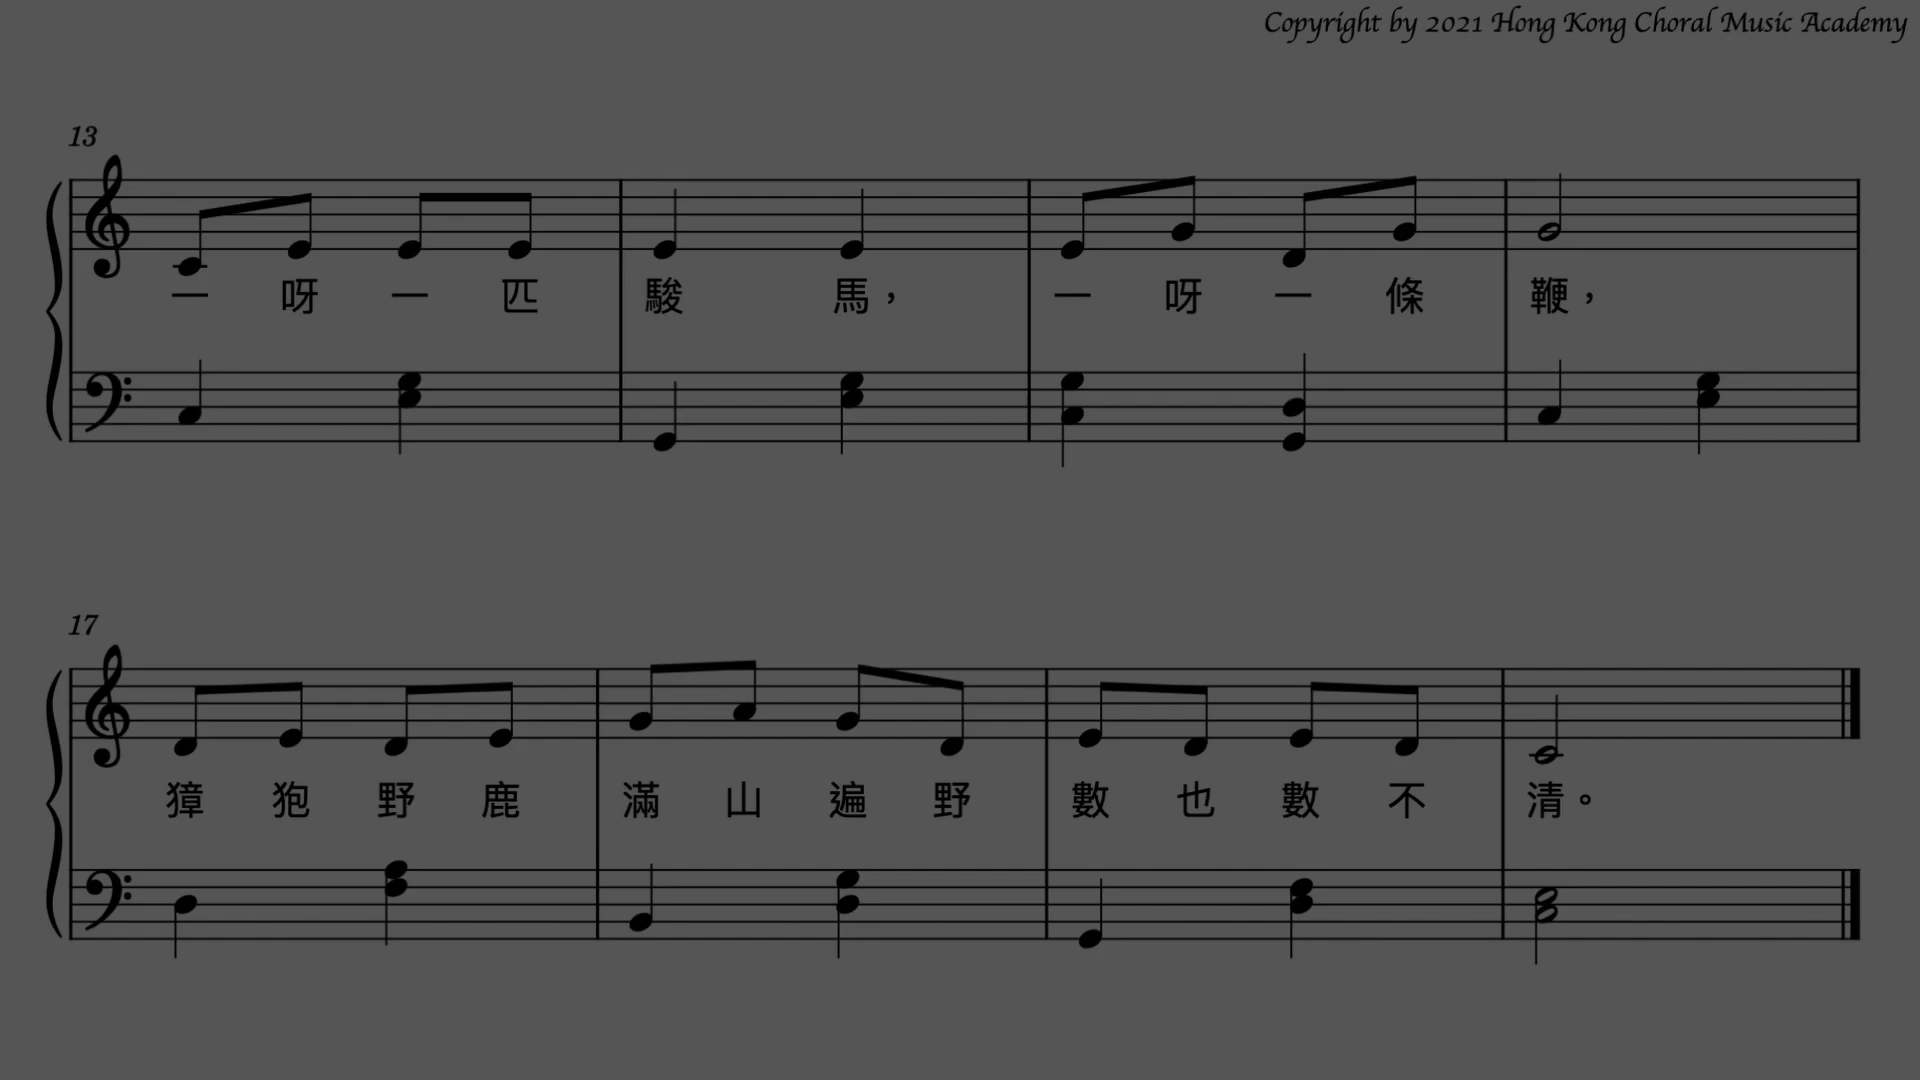 Copyright by 2021 Hong Kong Choral Music Academy
13
一 呀 一 匹 駿 馬， 一 呀 一 條 鞭，
17
獐 狍 野 鹿 滿 山 遍 野 數 也 數 不 清。